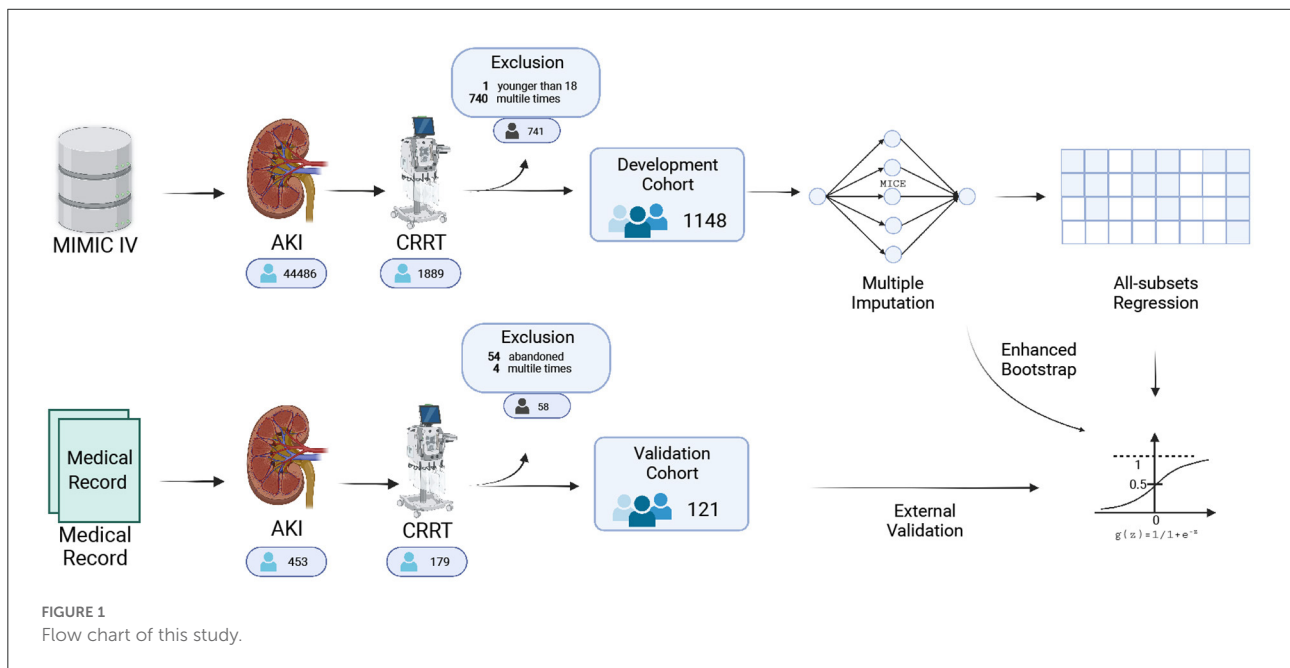 Exclusion
1 younger than 18
740 multile times
741
MIMIC IV
AKI
44486
CRRT
1889
Development
Cohort
1148
MICE
Multiple
Imputation
All-subsets
Regression
Exclusion
54 abandoned
4 multile times
58
Medical
Record
Medical
Record
AKI
453
CRRT
179
Validation
Cohort
121
Enhanced
Bootstrap
External
Validation
1
0.5
0
g(z)=1/1+e⁻ᶻ
FIGURE 1
Flow chart of this study.